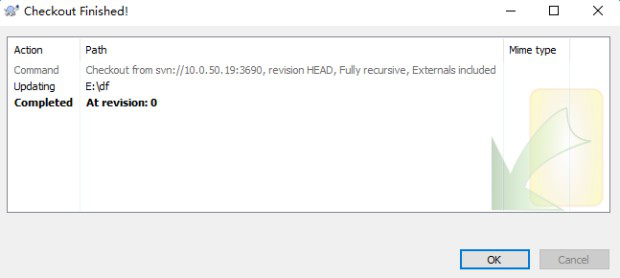 Checkout Finished!
Action Path Mime type
Command Checkout from svn://10.0.50.19:3690, revision HEAD, Fully recursive, Externals included
Updating E:\df
Completed At revision: 0
OK Cancel